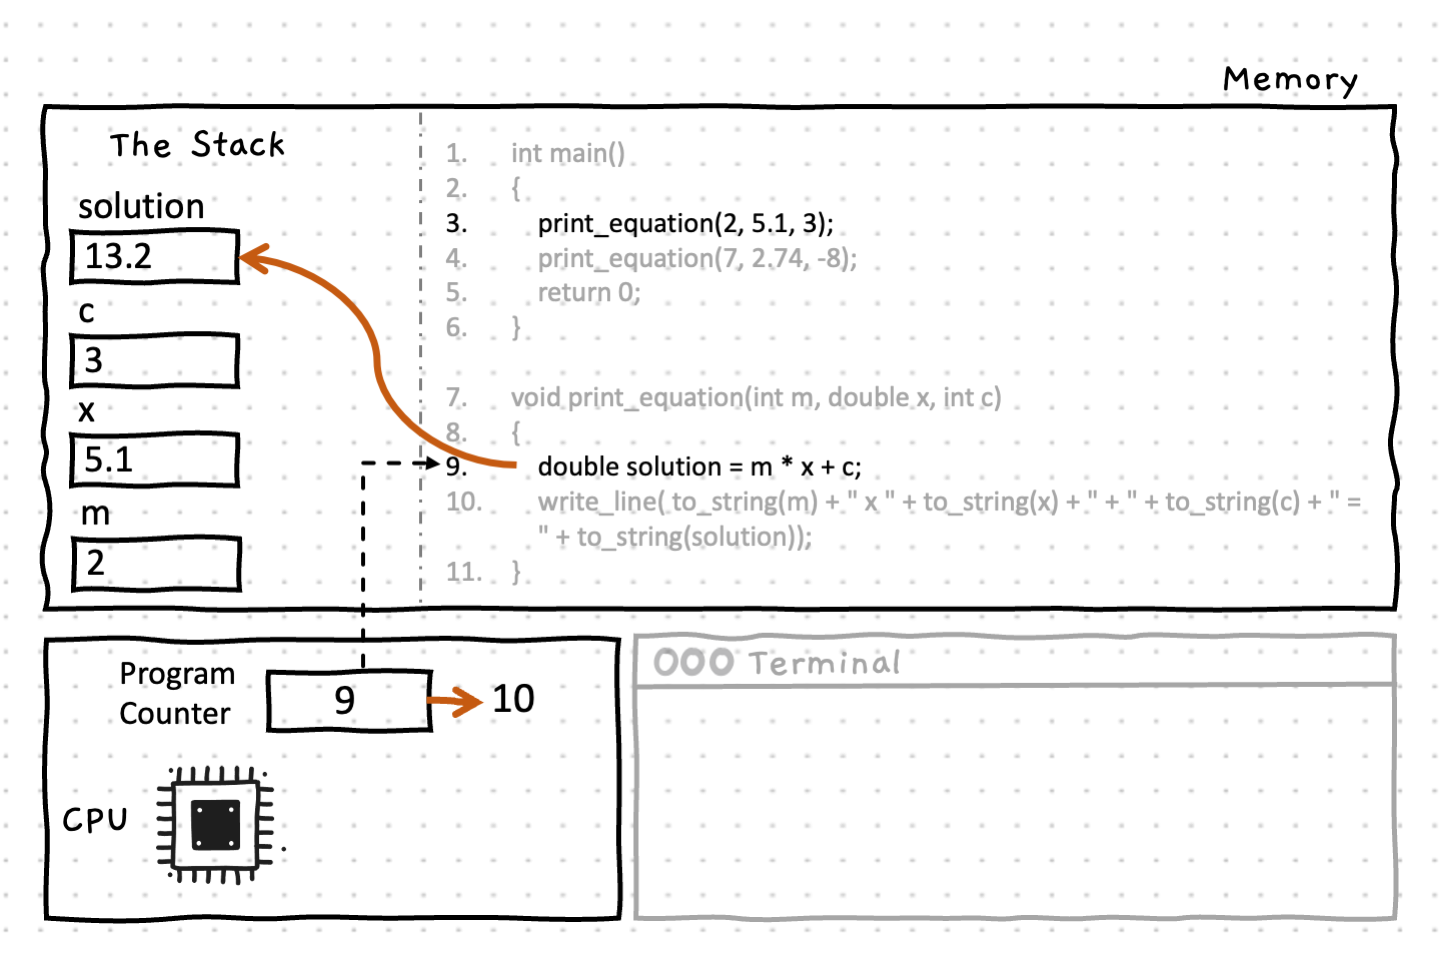 Memory
The Stack
solution
13.2
c
3
x
5.1
m
2
1. int main()
2. {
3. print_equation(2, 5.1, 3);
4. print_equation(7, 2.74, -8);
5. return 0;
6. }
7. void print_equation(int m, double x, int c)
8. {
9. double solution = m * x + c;
10. write_line( to_string(m) + " x " + to_string(x) + " + " + to_string(c) + " =
" + to_string(solution));
11. }
Program
Counter
9
10
CPU
Terminal